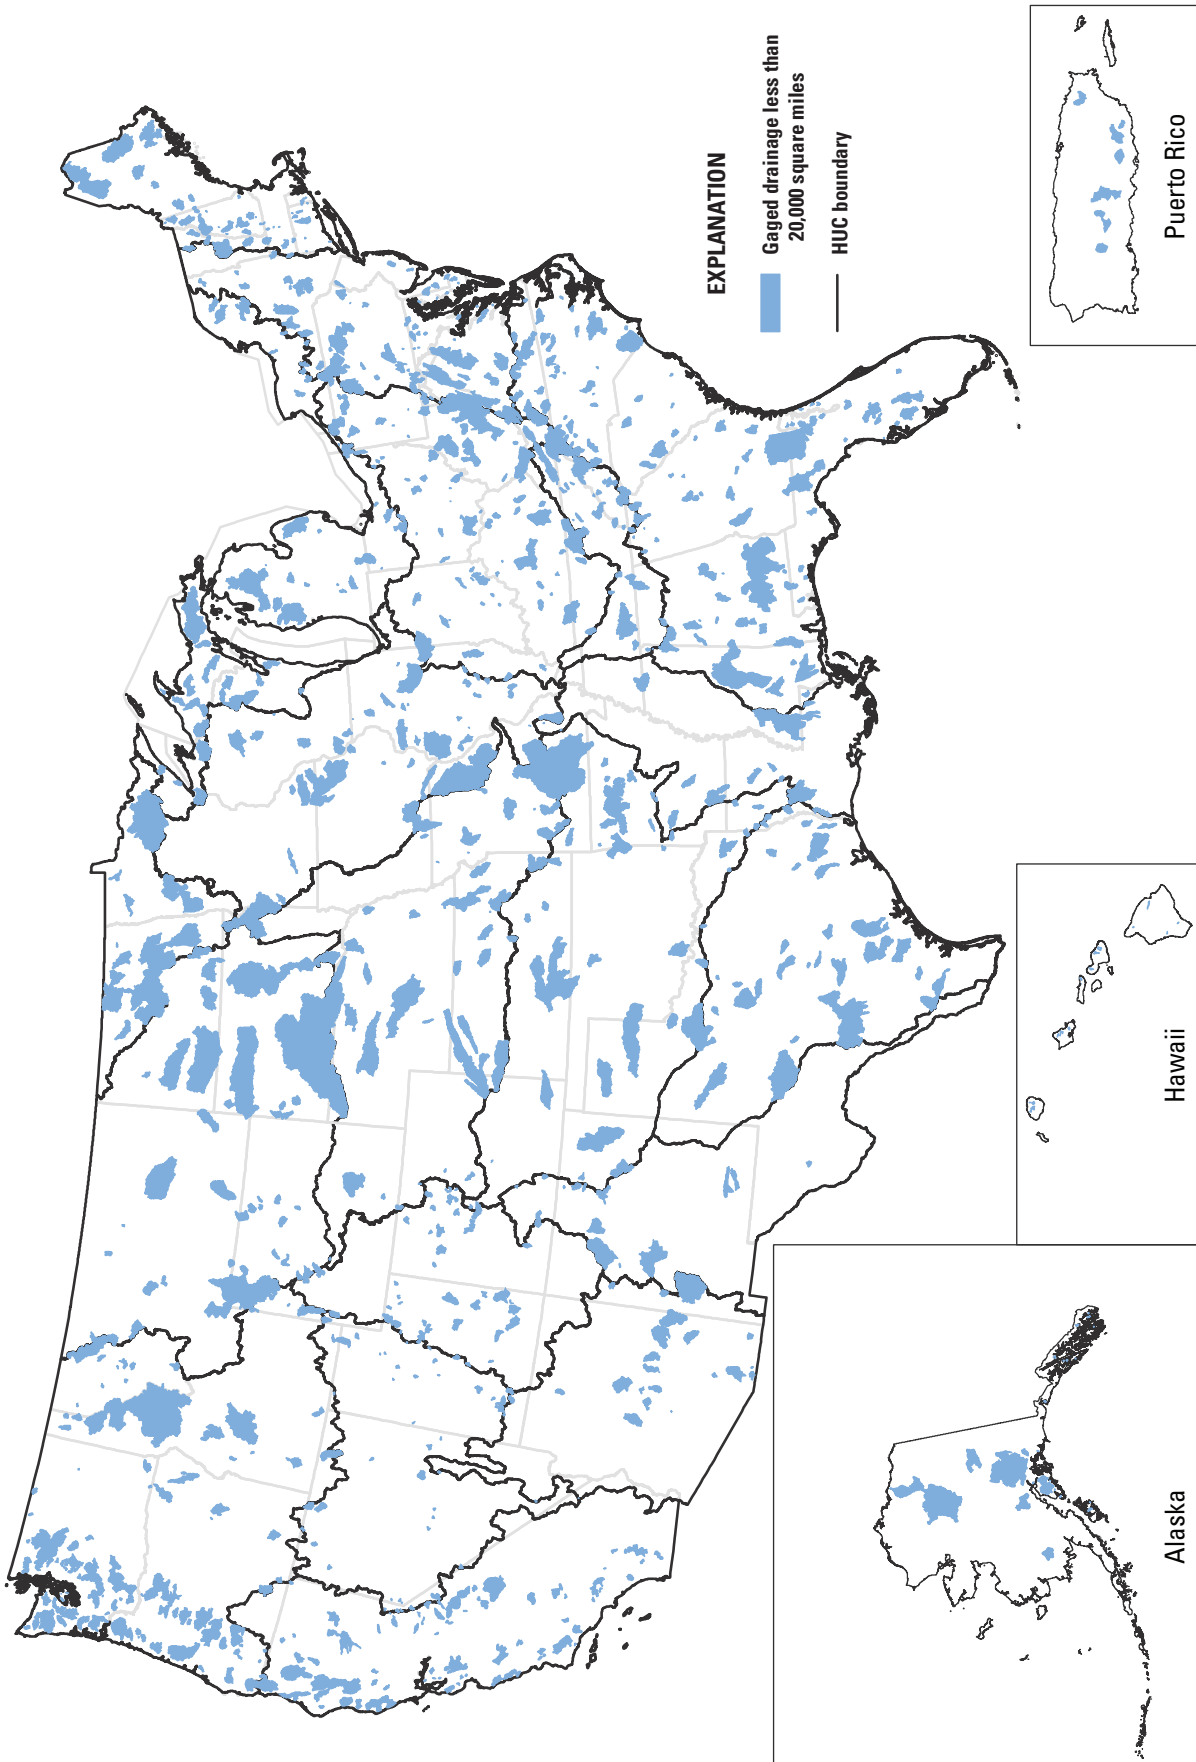 EXPLANATION
Gaged drainage less than
20,000 square miles
HUC boundary
Alaska
Hawaii
Puerto Rico